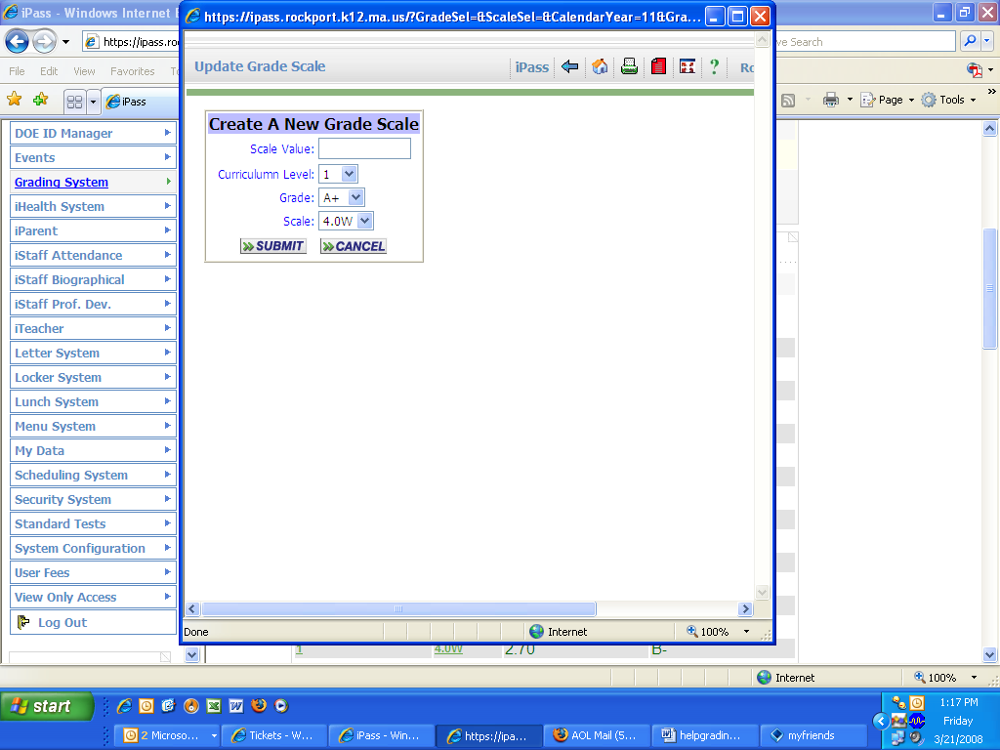 iPass - Windows Internet
https://ipass.rockport.k12.ma.us/?GradeSel=&ScaleSel=&CalendarYear=11&Gra...
https://ipass.ro
ve Search
File Edit View Favorites To
iPass
Page Tools
Update Grade Scale
iPass
?
Ro
Create A New Grade Scale
Scale Value:
Curriculumn Level: 1
Grade: A+
Scale: 4.0W
SUBMIT CANCEL
DOE ID Manager
Events
Grading System
iHealth System
iParent
iStaff Attendance
iStaff Biographical
iStaff Prof. Dev.
iTeacher
Letter System
Locker System
Lunch System
Menu System
My Data
Scheduling System
Security System
Standard Tests
System Configuration
User Fees
View Only Access
Log Out
Done Internet 100%
1 4.0W 2.70 B-
Internet 100%
start
2 Microso...
Tickets - W...
iPass - Win...
https://ipa...
AOL Mail (5...
helpgradin...
myfriends
1:17 PM
Friday
3/21/2008